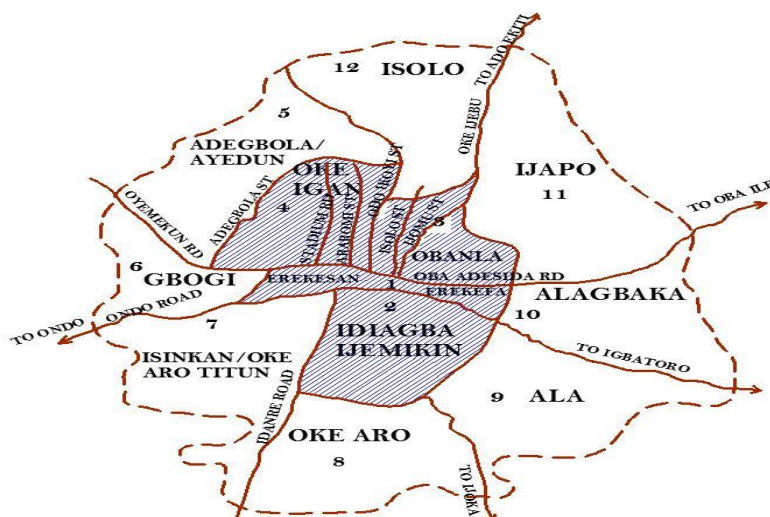 12 ISOLO
TO ADO EKITI
OKE IJEBU
5
ADEGBOLA/
AYEDUN
OKE
IGAN
4
ADEGBOLA ST
STADIUM RD
ARAROMI ST
ODA IKOYI ST
ISOLO ST
3
IJAPO
11
TO OBA ILE
OYEMEKUN RD
OBANLA
OBA ADESIDA RD
6
GBOGI
EREKESAN
1
EREKEFA
ALAGBAKA
2
10
ONDO ROAD
TO ONDO
7
IDIAGBA
IJEMIKIN
TO IGBATORO
ISINKAN/OKE
ARO TITUN
IDANRE ROAD
9 ALA
OKE ARO
8
TO IJOKA